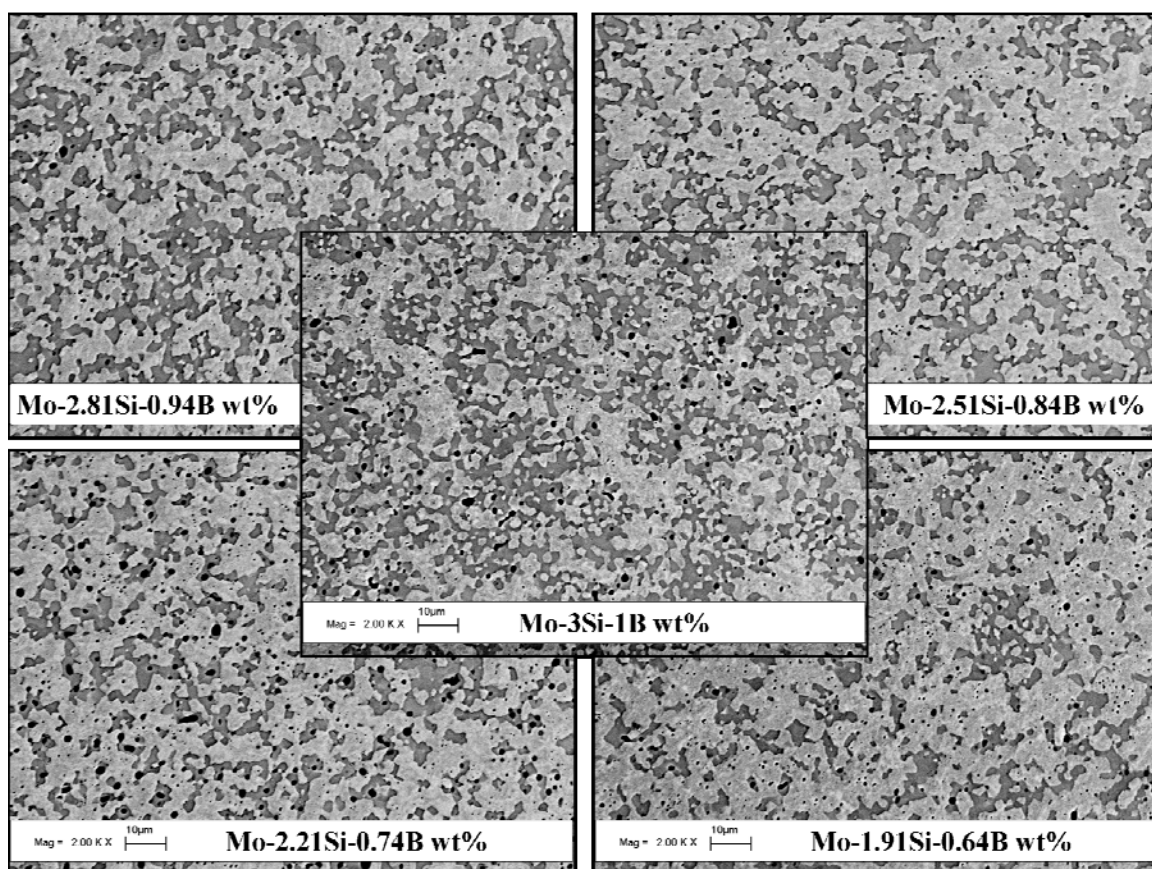 Mo-2.81Si-0.94B wt%
Mo-2.51Si-0.84B wt%
Mag = 2.00 K X 10µm Mo-3Si-1B wt%
Mag = 2.00 K X 10µm Mo-2.21Si-0.74B wt%
Mag = 2.00 K X 10µm Mo-1.91Si-0.64B wt%